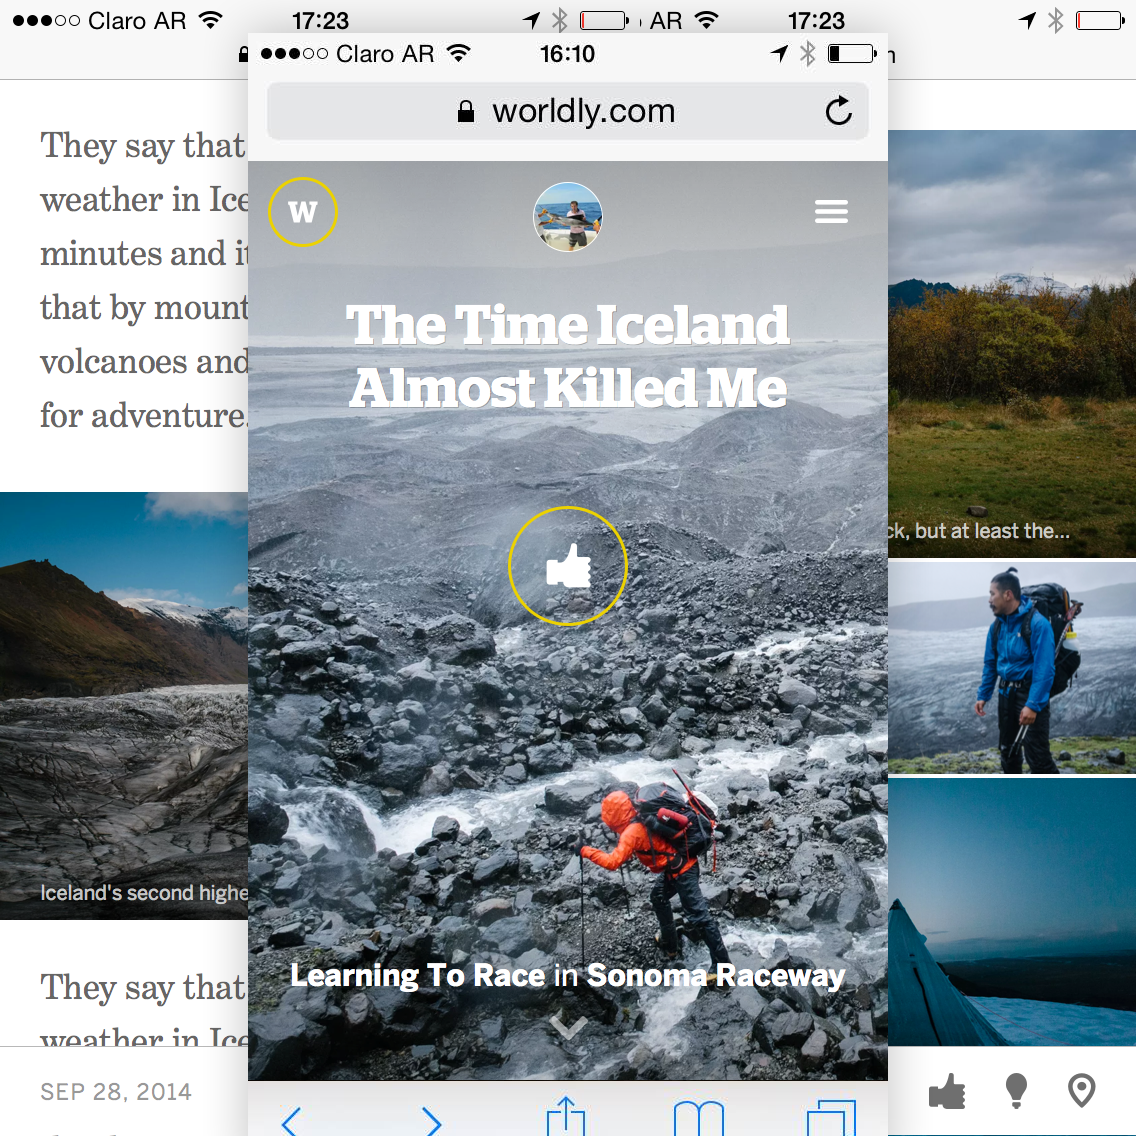 Claro AR
17:23
AR
17:23
Claro AR
16:10
worldly.com
W
The Time Iceland
Almost Killed Me
Learning To Race in Sonoma Raceway
They say that
weather in Ice
minutes and it
that by mount
volcanoes and
for adventure.
Iceland's second highe
They say that
weather in Ice
SEP 28, 2014
ck, but at least the...